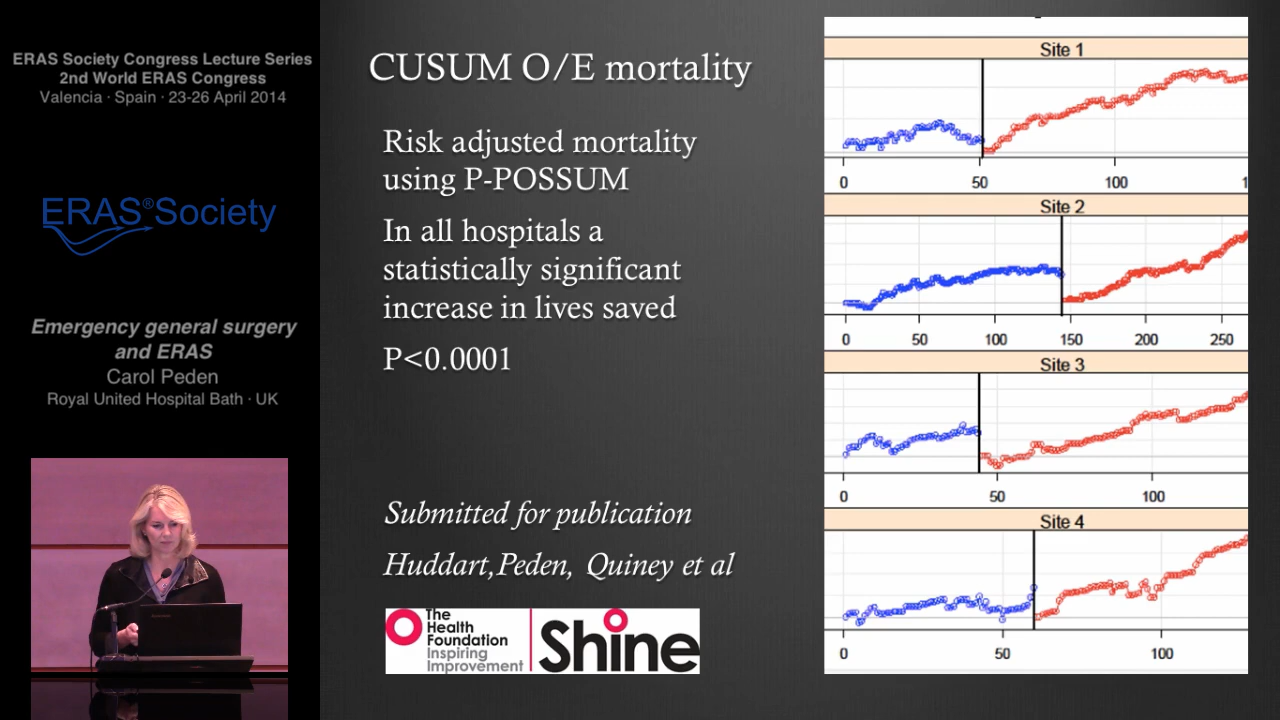 ERAS Society Congress Lecture Series
2nd World ERAS Congress
Valencia · Spain · 23-26 April 2014
ERAS®Society
Emergency general surgery
and ERAS
Carol Peden
Royal United Hospital Bath · UK
CUSUM O/E mortality
Risk adjusted mortality
using P-POSSUM
In all hospitals a
statistically significant
increase in lives saved
P<0.0001
Submitted for publication
Huddart,Peden, Quiney et al
The
Health
Foundation
Inspiring
Improvement
Shine
Site 1
0 50 100 1
Site 2
0 50 100 150 200 250
Site 3
0 50 100
Site 4
0 50 100